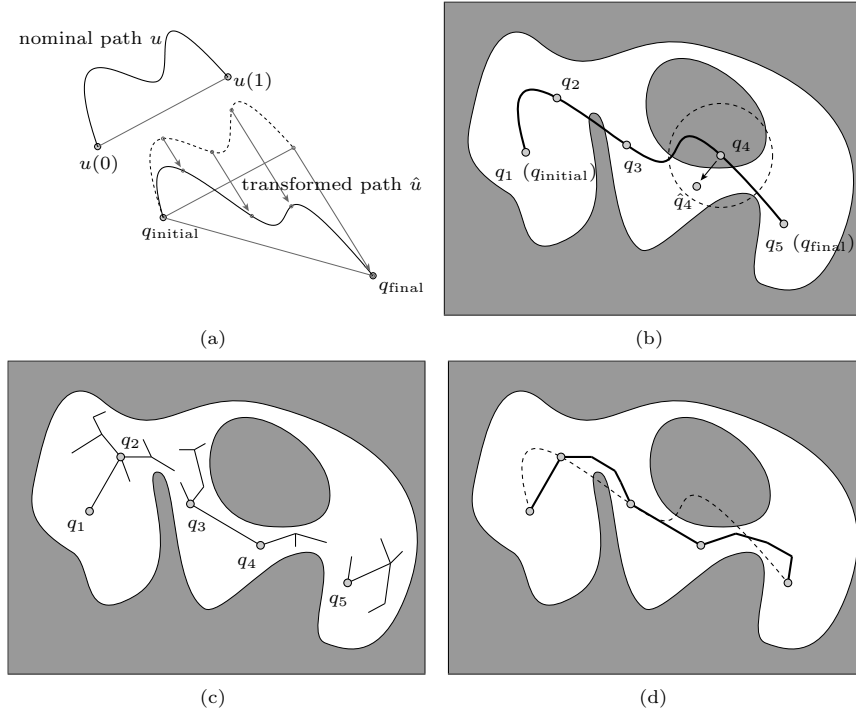 nominal path u
u(1)
u(0)
transformed path û
q_initial
q_final
(a)
q_2
q_4
q_3
q_1 (q_initial)
q̂_4
q_5 (q_final)
(b)
q_2
q_1
q_3
q_4
q_5
(c)
(d)